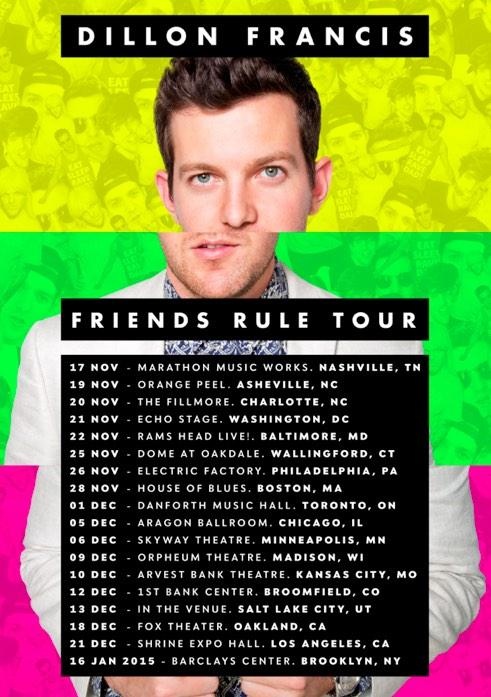 DILLON FRANCIS
FRIENDS RULE TOUR
17 NOV - MARATHON MUSIC WORKS. NASHVILLE, TN
19 NOV - ORANGE PEEL. ASHEVILLE, NC
20 NOV - THE FILLMORE. CHARLOTTE, NC
21 NOV - ECHO STAGE. WASHINGTON, DC
22 NOV - RAMS HEAD LIVE!. BALTIMORE, MD
25 NOV - DOME AT OAKDALE. WALLINGFORD, CT
26 NOV - ELECTRIC FACTORY. PHILADELPHIA, PA
28 NOV - HOUSE OF BLUES. BOSTON, MA
01 DEC - DANFORTH MUSIC HALL. TORONTO, ON
05 DEC - ARAGON BALLROOM. CHICAGO, IL
06 DEC - SKYWAY THEATRE. MINNEAPOLIS, MN
09 DEC - ORPHEUM THEATRE. MADISON, WI
10 DEC - ARVEST BANK THEATRE. KANSAS CITY, MO
12 DEC - 1ST BANK CENTER. BROOMFIELD, CO
13 DEC - IN THE VENUE. SALT LAKE CITY, UT
18 DEC - FOX THEATER. OAKLAND, CA
21 DEC - SHRINE EXPO HALL. LOS ANGELES, CA
16 JAN 2015 - BARCLAYS CENTER. BROOKLYN, NY